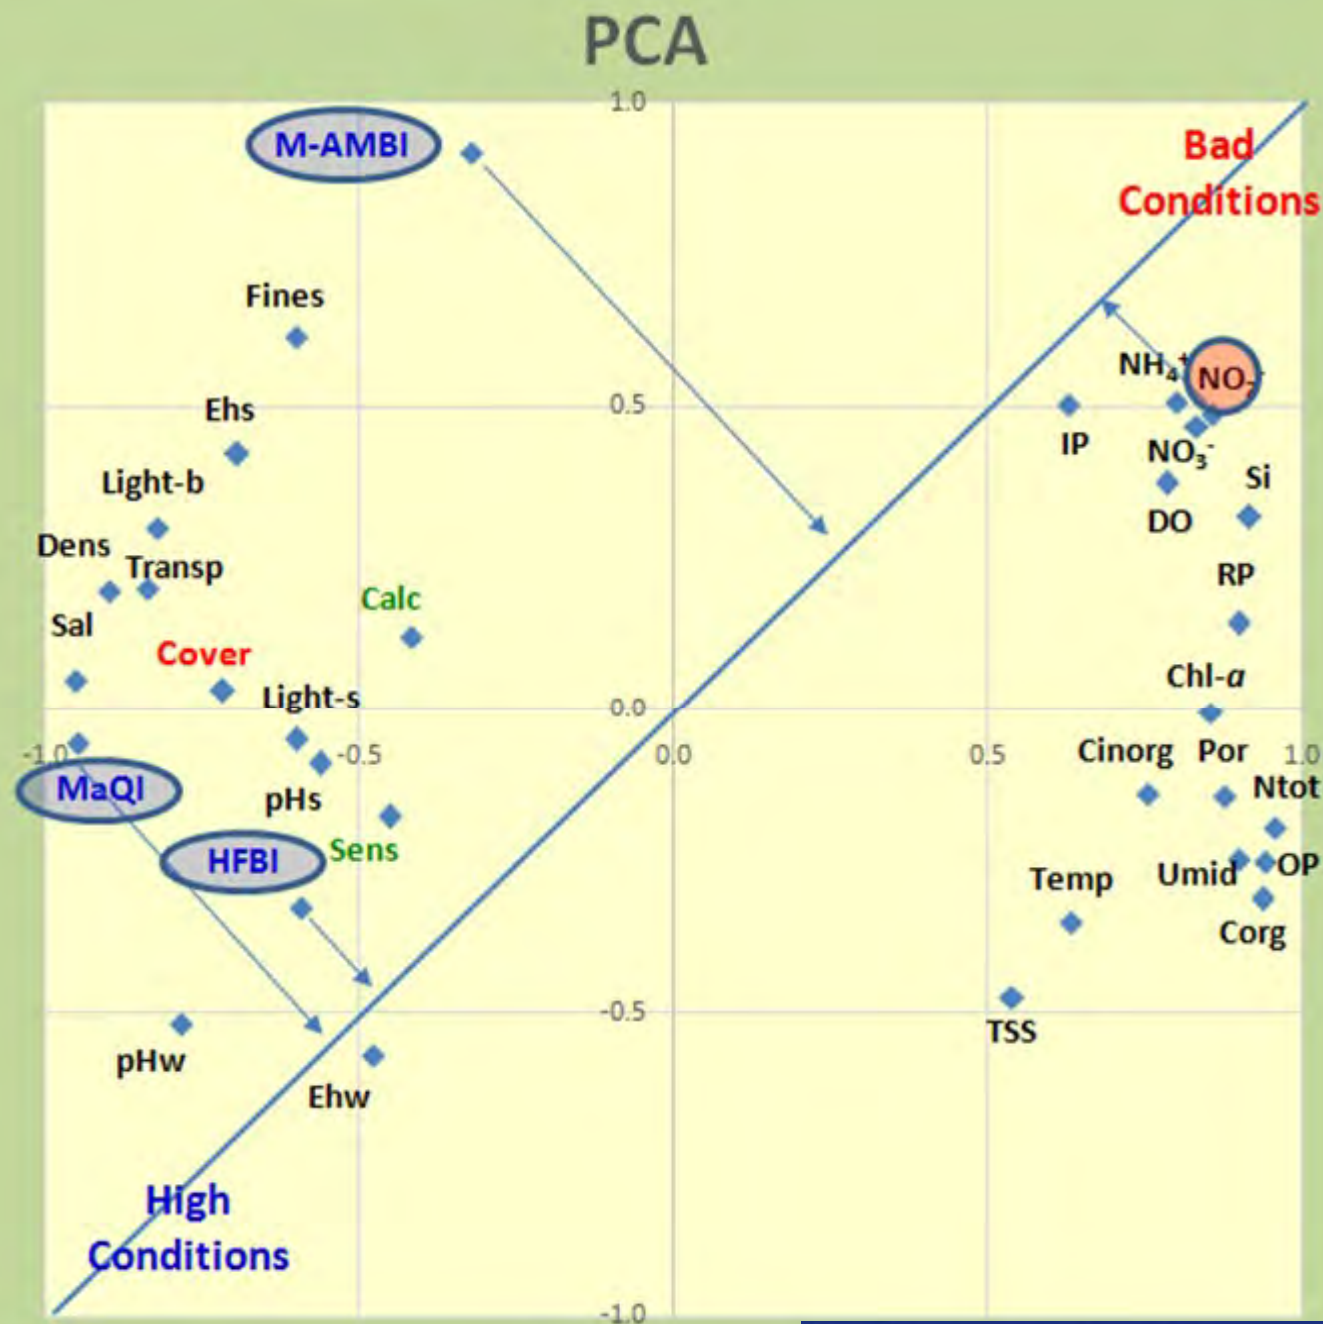 PCA
1.0
M-AMBI
Bad
Conditions
Fines
NH₄⁺
NO₂⁻
Ehs
0.5
IP
NO₃⁻
Light-b
Si
DO
Dens
Transp
RP
Calc
Sal
Cover
Chl-a
Light-s
0.0
-1.0
-0.5
0.0
0.5
1.0
Cinorg
Por
MaQI
pHs
Ntot
HFBI
Sens
Temp
Umid
OP
Corg
-0.5
TSS
pHw
Ehw
High
Conditions
-1.0